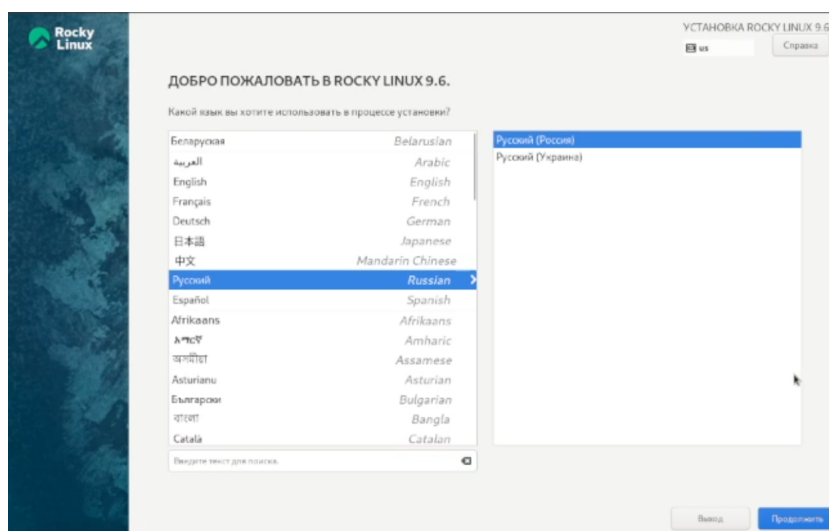 Rocky
Linux
УСТАНОВКА ROCKY LINUX 9.6
us
Справка
ДОБРО ПОЖАЛОВАТЬ В ROCKY LINUX 9.6.
Какой язык вы хотите использовать в процессе установки?
Беларуская Belarusian
العربية Arabic
English English
Français French
Deutsch German
日本語 Japanese
中文 Mandarin Chinese
Русский Russian
Español Spanish
Afrikaans Afrikaans
አማርኛ Amharic
অসমীয়া Assamese
Asturianu Asturian
Български Bulgarian
বাংলা Bangla
Català Catalan
Русский (Россия)
Русский (Украина)
Введите текст для поиска.
Выход
Продолжить